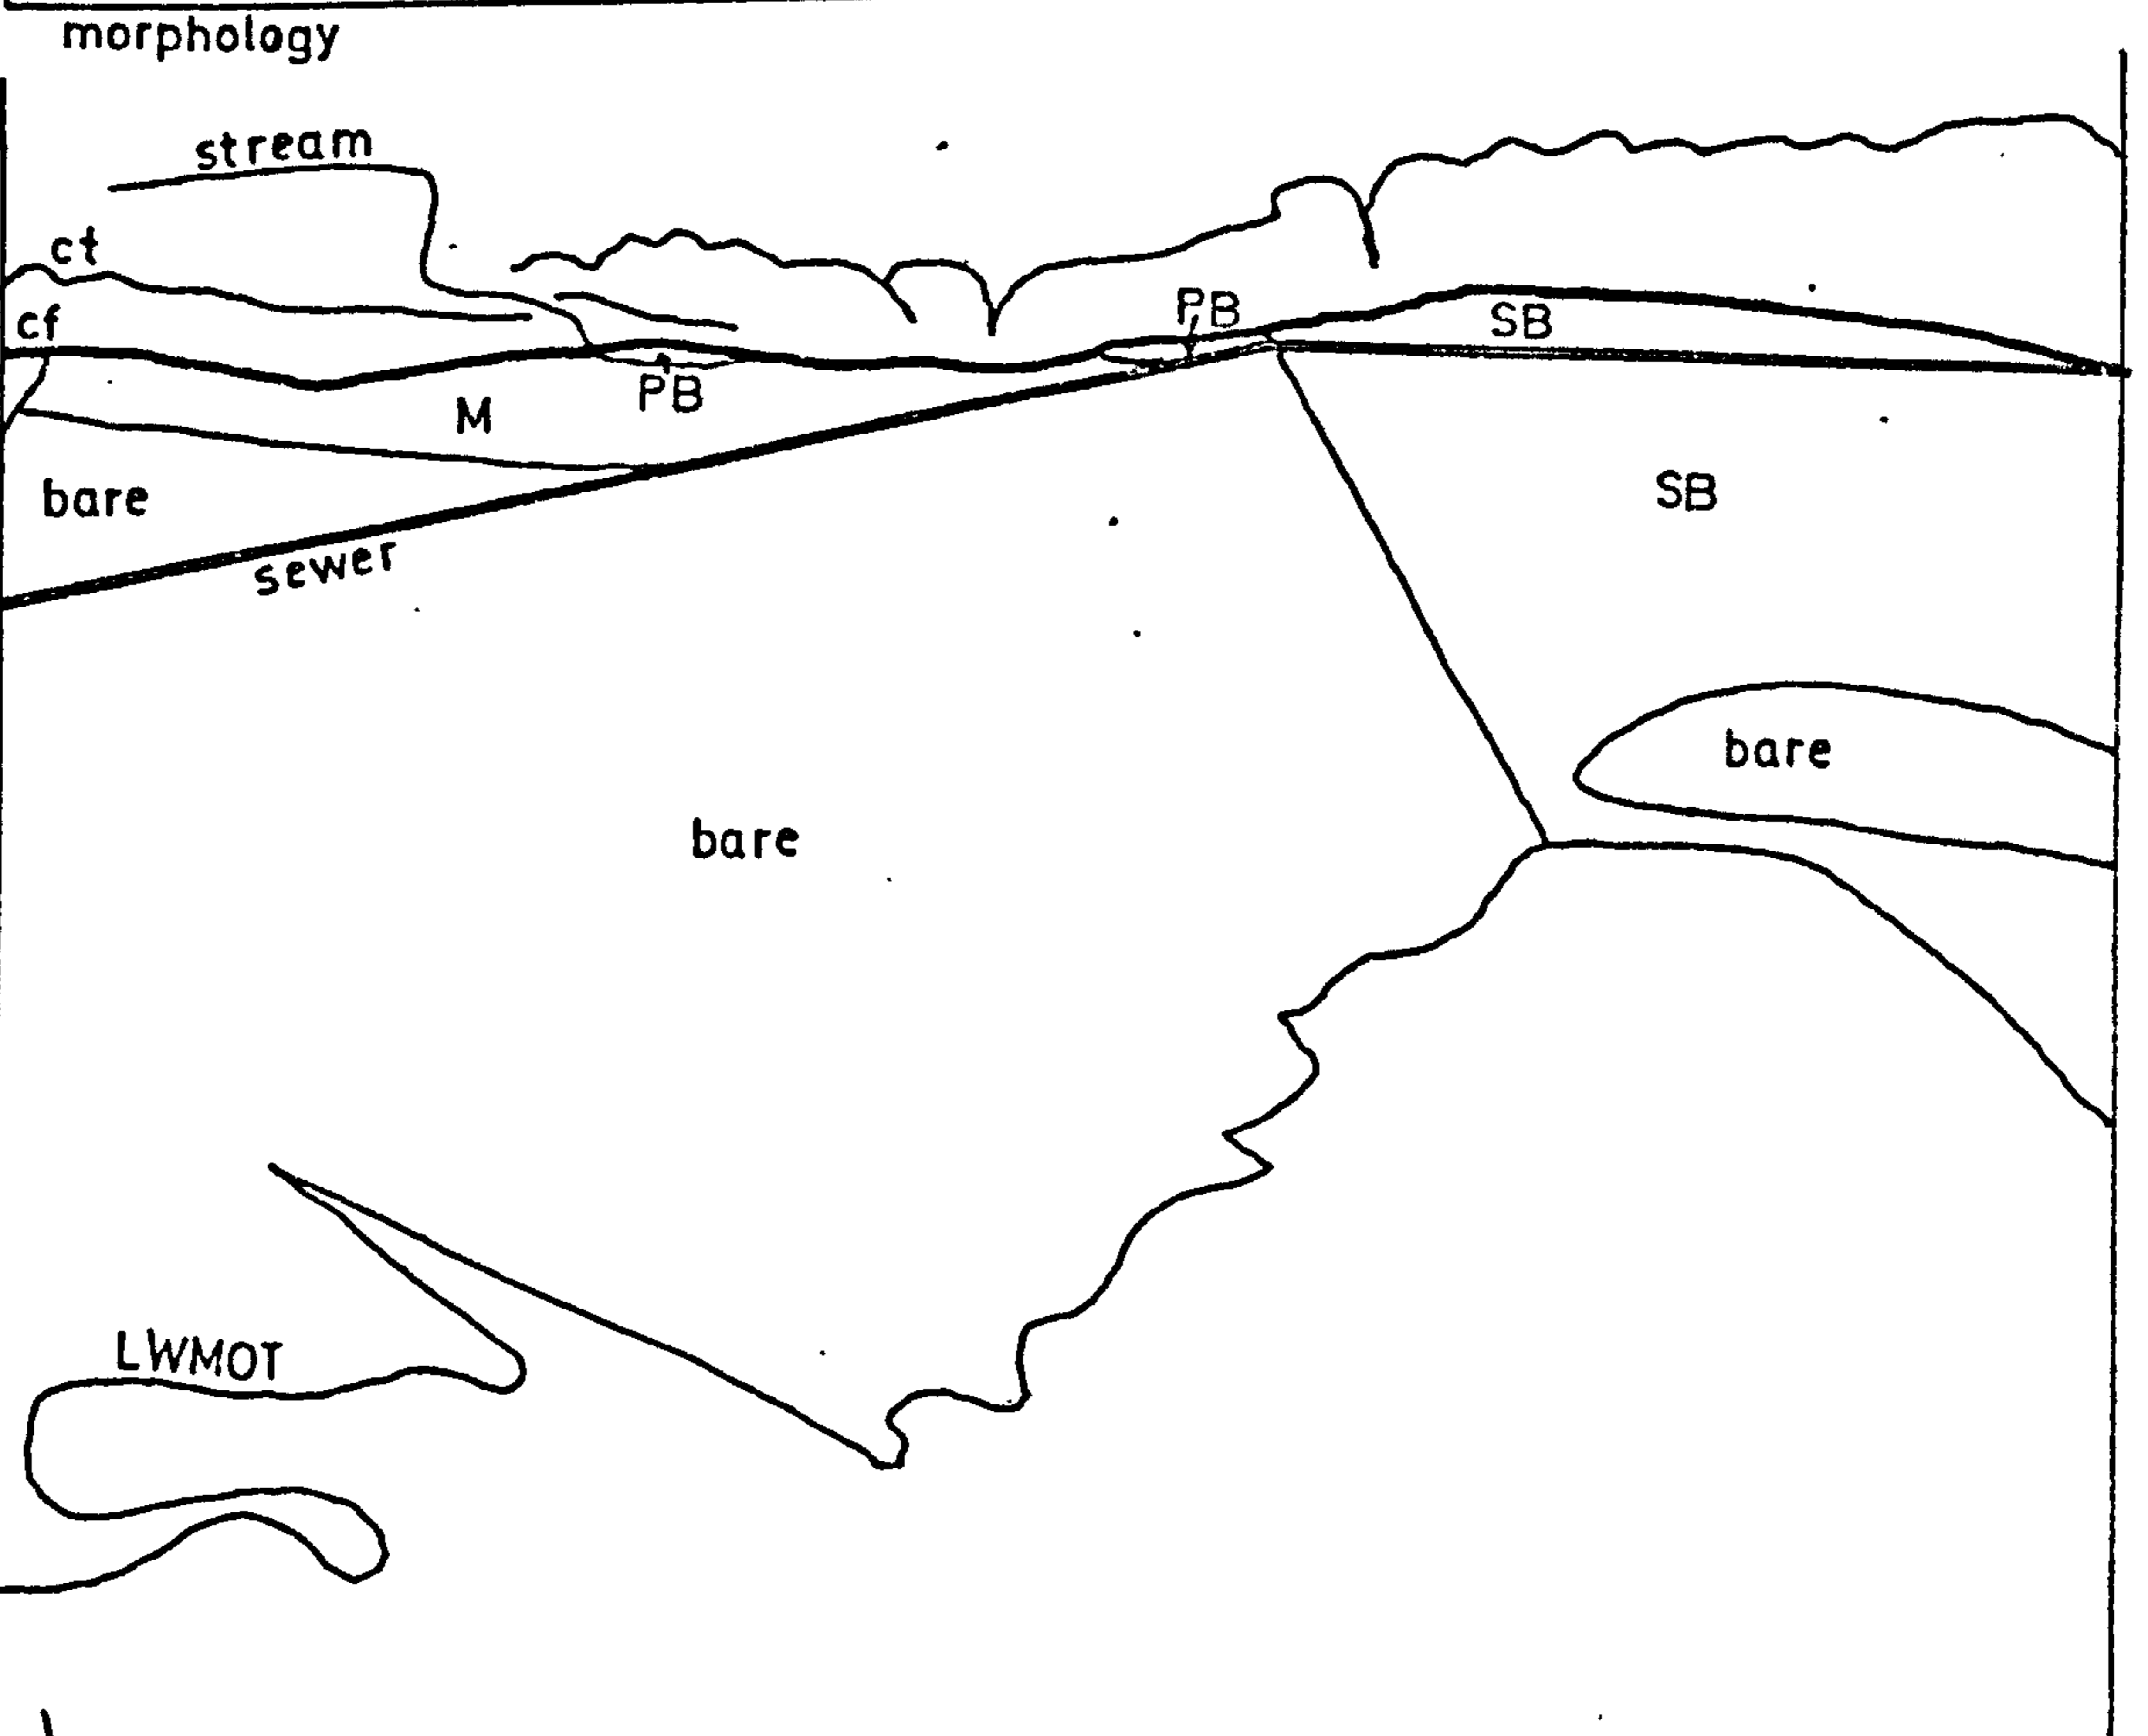 morphology
stream
ct
cf
PB
SB
PB
M
SB
bare
sewer
bare
bare
LWMOT